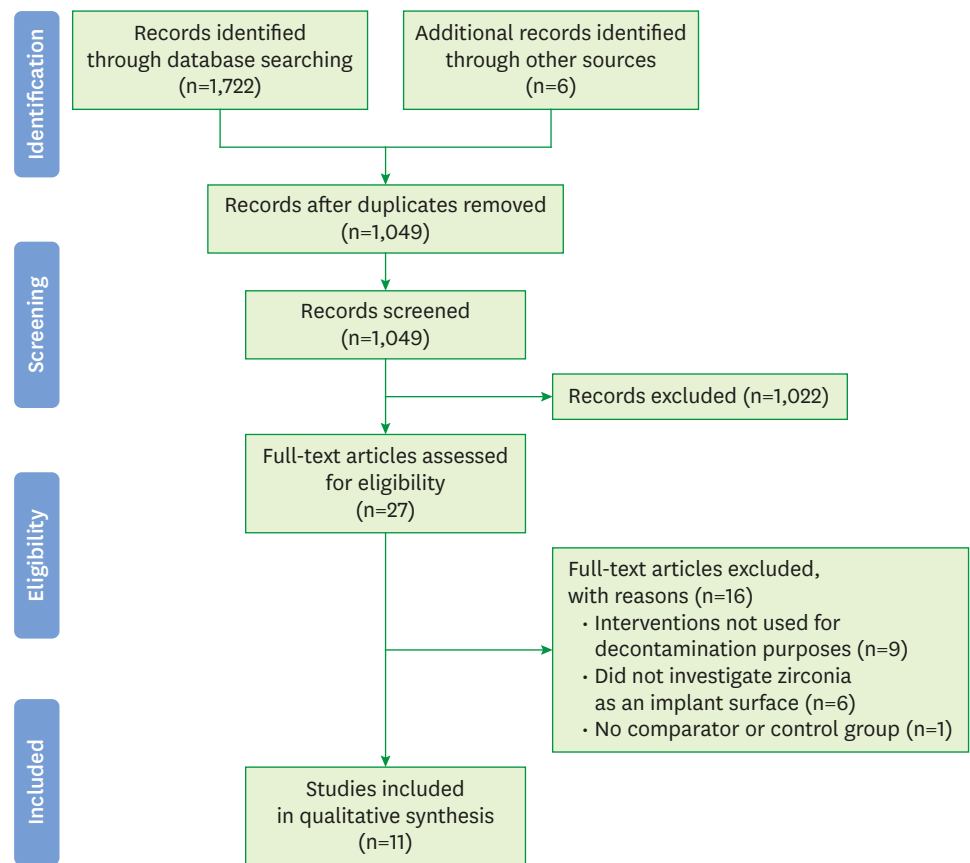 Identification
Records identified
through database searching
(n=1,722)
Additional records identified
through other sources
(n=6)
Records after duplicates removed
(n=1,049)
Screening
Records screened
(n=1,049)
Records excluded (n=1,022)
Eligibility
Full-text articles assessed
for eligibility
(n=27)
Full-text articles excluded,
with reasons (n=16)
• Interventions not used for
decontamination purposes (n=9)
• Did not investigate zirconia
as an implant surface (n=6)
• No comparator or control group (n=1)
Included
Studies included
in qualitative synthesis
(n=11)